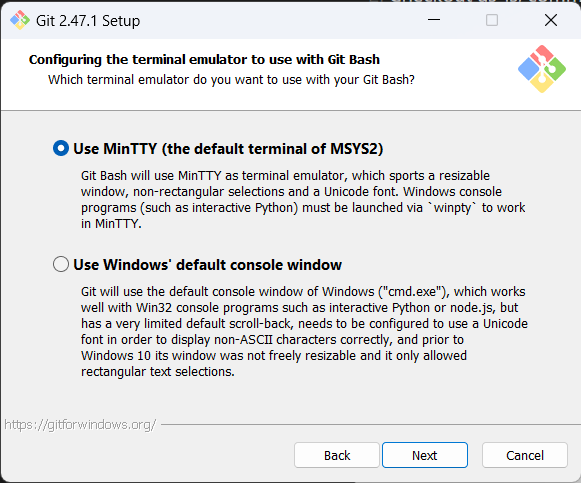 Git 2.47.1 Setup
Configuring the terminal emulator to use with Git Bash
Which terminal emulator do you want to use with your Git Bash?
Use MinTTY (the default terminal of MSYS2)
Git Bash will use MinTTY as terminal emulator, which sports a resizable
window, non-rectangular selections and a Unicode font. Windows console
programs (such as interactive Python) must be launched via `winpty` to work
in MinTTY.
Use Windows' default console window
Git will use the default console window of Windows ("cmd.exe"), which works
well with Win32 console programs such as interactive Python or node.js, but
has a very limited default scroll-back, needs to be configured to use a Unicode
font in order to display non-ASCII characters correctly, and prior to
Windows 10 its window was not freely resizable and it only allowed
rectangular text selections.
https://gitforwindows.org/
Back Next Cancel